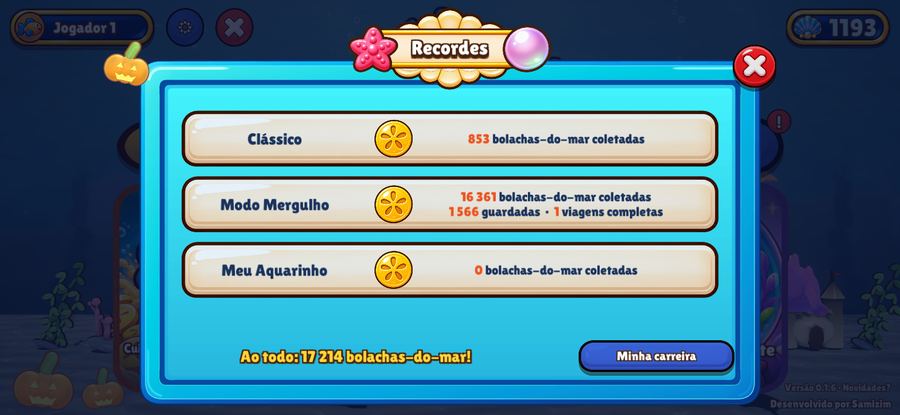 Jogador 1
Recordes
1193
Clássico
853 bolachas-do-mar coletadas
Modo Mergulho
16 361 bolachas-do-mar coletadas
1 566 guardadas · 1 viagens completas
Meu Aquarinho
0 bolachas-do-mar coletadas
Ao todo: 17 214 bolachas-do-mar!
Minha carreira
Versão 0.1.6 · Novidades?
Desenvolvido por Samizim